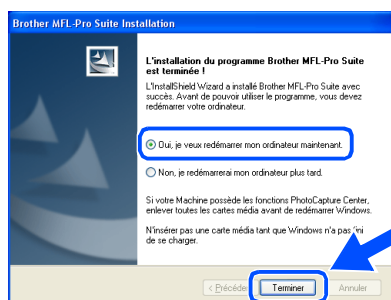 Brother MFL-Pro Suite Installation
L'installation du programme Brother MFL-Pro Suite
est terminée !
L'InstallShield Wizard a installé Brother MFL-Pro Suite avec
succès. Avant de pouvoir utiliser le programme, vous devez
redémarrer votre ordinateur.
Oui, je veux redémarrer mon ordinateur maintenant.
Non, je redémarrerai mon ordinateur plus tard.
Si votre Machine possède les fonctions PhotoCapture Center,
enlever toutes les cartes média avant de redémarrer Windows.
N'insérer pas une carte média tant que Windows n'a pas fini
de se charger.
< Précéder
Terminer
Annuler